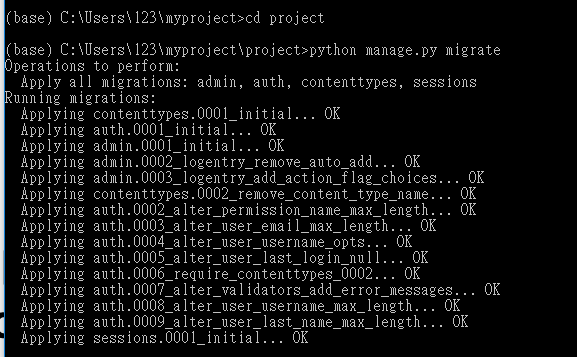 (base) C:\Users\123\myproject>cd project
(base) C:\Users\123\myproject\project>python manage.py migrate
Operations to perform:
  Apply all migrations: admin, auth, contenttypes, sessions
Running migrations:
  Applying contenttypes.0001_initial... OK
  Applying auth.0001_initial... OK
  Applying admin.0001_initial... OK
  Applying admin.0002_logentry_remove_auto_add... OK
  Applying admin.0003_logentry_add_action_flag_choices... OK
  Applying contenttypes.0002_remove_content_type_name... OK
  Applying auth.0002_alter_permission_name_max_length... OK
  Applying auth.0003_alter_user_email_max_length... OK
  Applying auth.0004_alter_user_username_opts... OK
  Applying auth.0005_alter_user_last_login_null... OK
  Applying auth.0006_require_contenttypes_0002... OK
  Applying auth.0007_alter_validators_add_error_messages... OK
  Applying auth.0008_alter_user_username_max_length... OK
  Applying auth.0009_alter_user_last_name_max_length... OK
  Applying sessions.0001_initial... OK